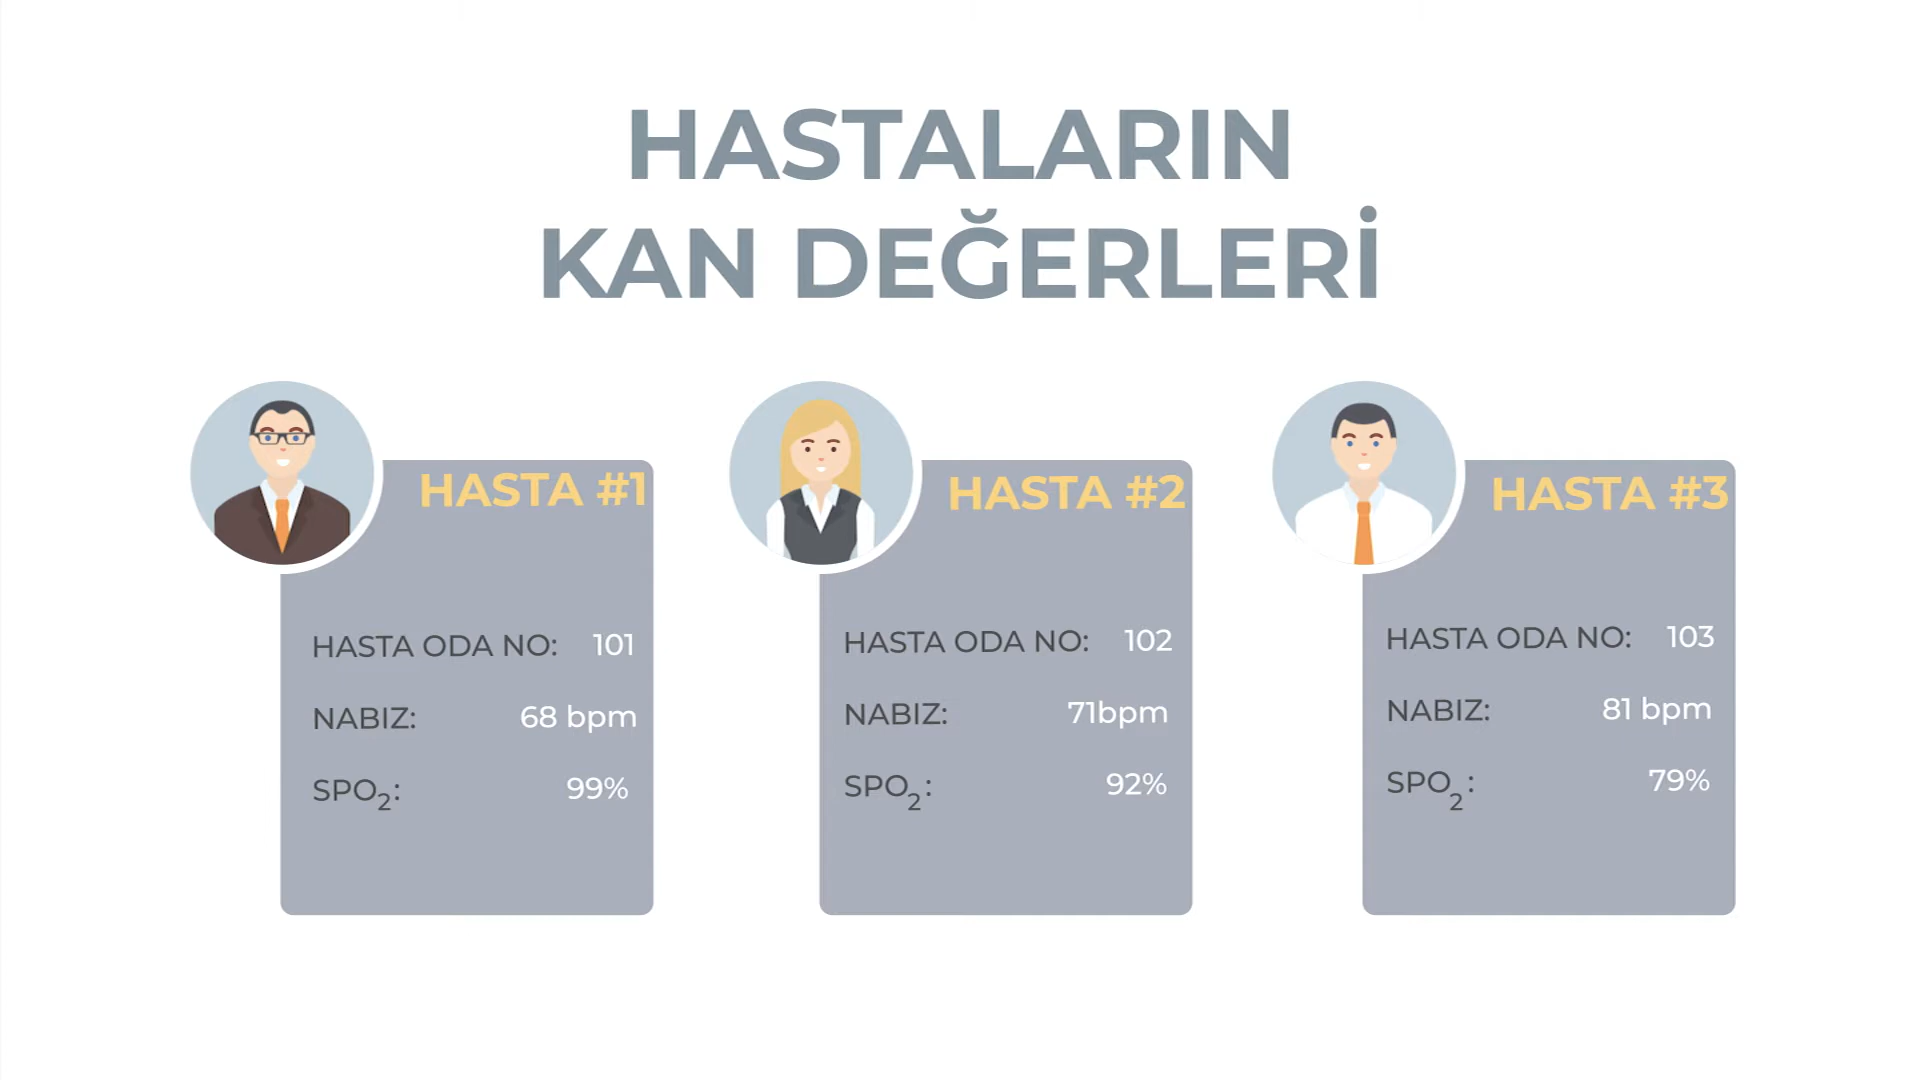 HASTALARIN
KAN DEĞERLERİ
HASTA #1
HASTA ODA NO: 101
NABIZ: 68 bpm
SPO2: 99%
HASTA #2
HASTA ODA NO: 102
NABIZ: 71bpm
SPO2: 92%
HASTA #3
HASTA ODA NO: 103
NABIZ: 81 bpm
SPO2: 79%